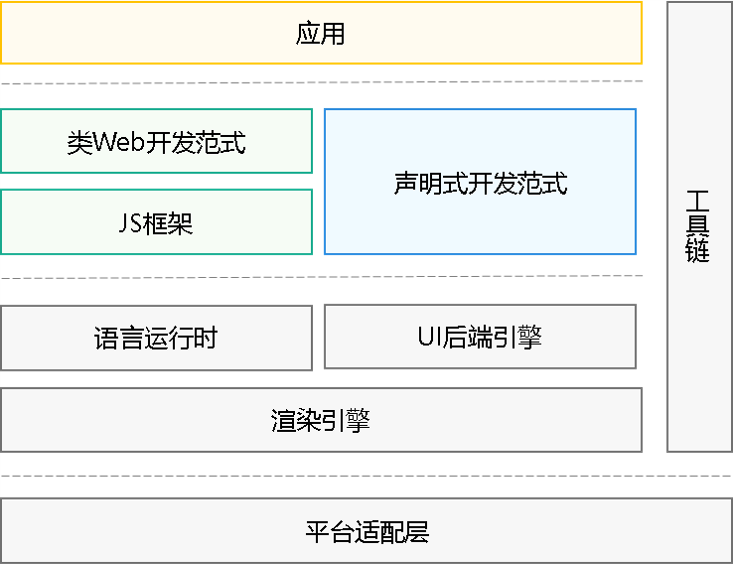 应用
类Web开发范式
声明式开发范式
JS框架
语言运行时
UI后端引擎
渲染引擎
平台适配层
工具链